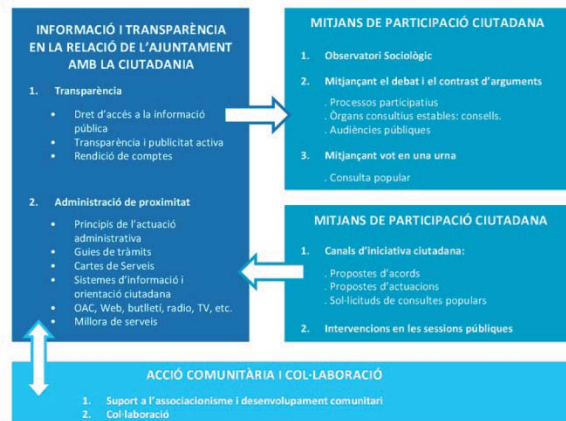 INFORMACIÓ I TRANSPARÈNCIA
EN LA RELACIÓ DE L'AJUNTAMENT
AMB LA CIUTADANIA
1. Transparència
• Dret d'accés a la informació
pública
• Transparència i publicitat activa
• Rendició de comptes
2. Administració de proximitat
• Principis de l'actuació
administrativa
• Guies de tràmits
• Cartes de Serveis
• Sistemes d'informació i
orientació ciutadana
• OAC, Web, butlletí, radio, TV, etc.
• Millora de serveis
MITJANS DE PARTICIPACIÓ CIUTADANA
1. Observatori Sociològic
2. Mitjançant el debat i el contrast d'arguments
. Processos participatius
. Òrgans consultius estables: consells.
. Audiències públiques
3. Mitjançant vot en una urna
. Consulta popular
MITJANS DE PARTICIPACIÓ CIUTADANA
1. Canals d'iniciativa ciutadana:
. Propostes d'acords
. Propostes d'actuacions
. Sol·licituds de consultes populars
2. Intervencions en les sessions públiques
ACCIÓ COMUNITÀRIA I COL·LABORACIÓ
1. Suport a l'associacionisme i desenvolupament comunitari
2. Col·laboració